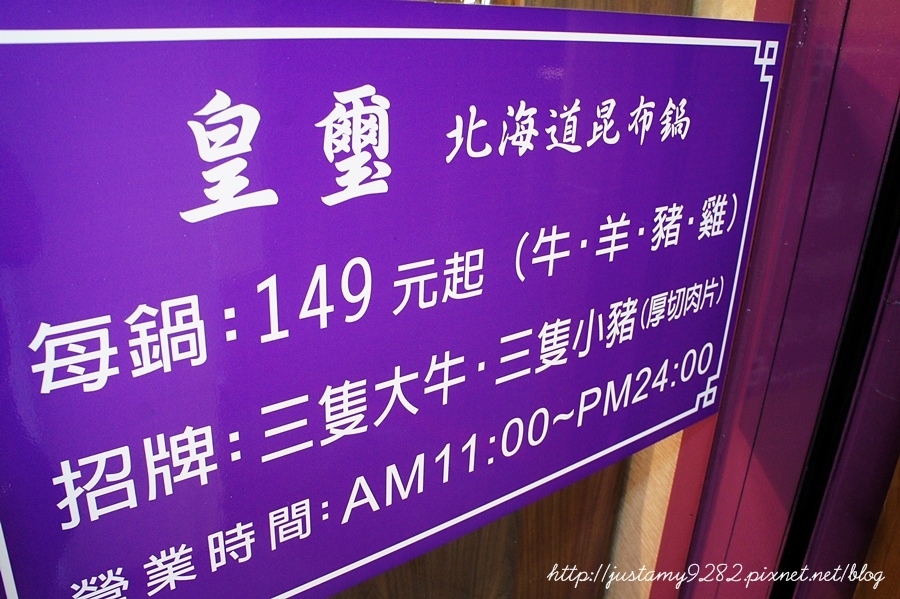 皇璽 北海道昆布鍋
每鍋:149元起(牛·羊·豬·雞)
招牌:三隻大牛·三隻小豬(厚切肉片)
營業時間:AM11:00~PM24:00
http://justamy9282.pixnet.net/blog